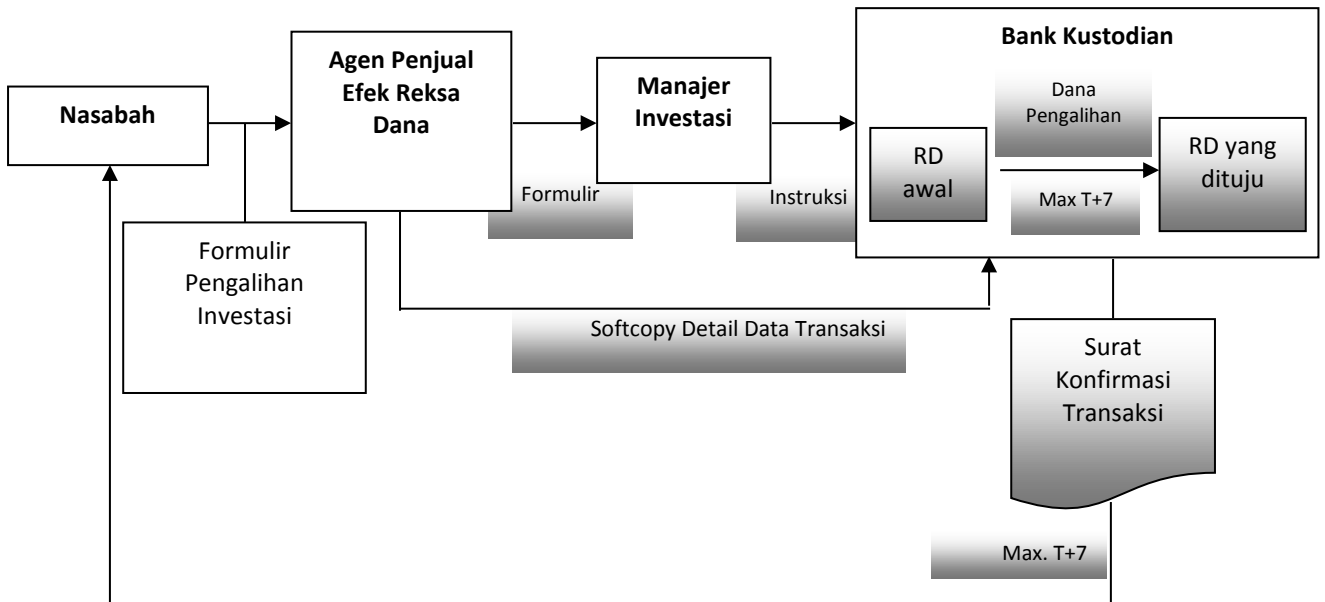 Nasabah
Agen Penjual
Efek Reksa
Dana
Manajer
Investasi
Bank Kustodian
Dana
Pengalihan
RD
awal
RD yang
dituju
Max T+7
Formulir
Instruksi
Formulir
Pengalihan
Investasi
Softcopy Detail Data Transaksi
Surat
Konfirmasi
Transaksi
Max. T+7